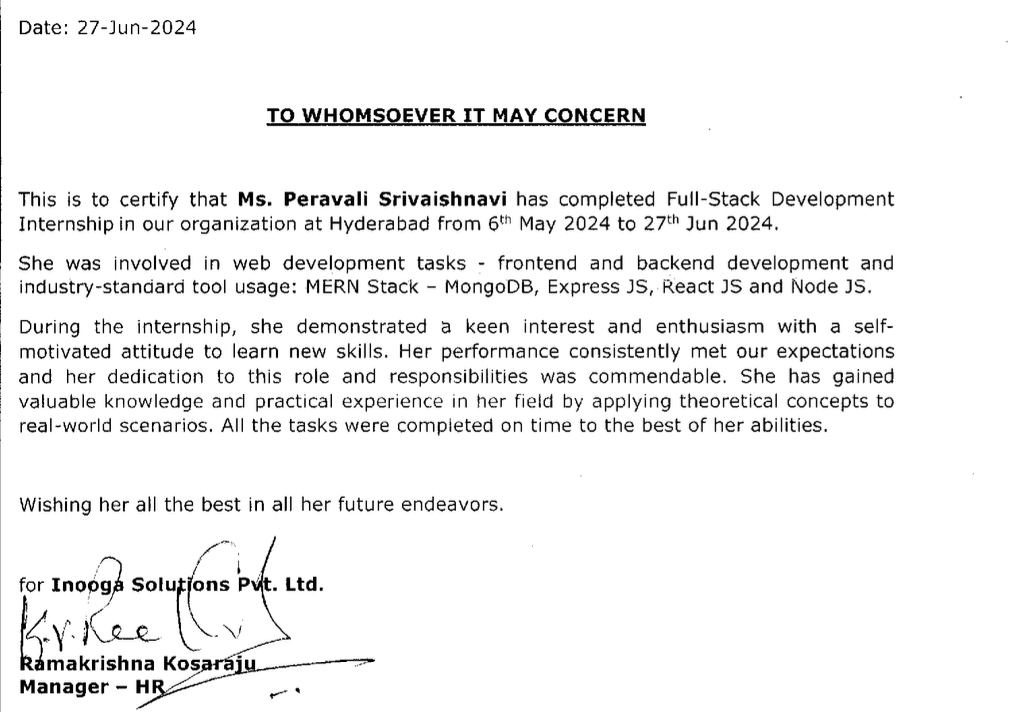 Date: 27-Jun-2024
TO WHOMSOEVER IT MAY CONCERN
This is to certify that Ms. Peravali Srivaishnavi has completed Full-Stack Development
Internship in our organization at Hyderabad from 6th May 2024 to 27th Jun 2024.
She was involved in web development tasks - frontend and backend development and
industry-standard tool usage: MERN Stack – MongoDB, Express JS, React JS and Node JS.
During the internship, she demonstrated a keen interest and enthusiasm with a self-
motivated attitude to learn new skills. Her performance consistently met our expectations
and her dedication to this role and responsibilities was commendable. She has gained
valuable knowledge and practical experience in her field by applying theoretical concepts to
real-world scenarios. All the tasks were completed on time to the best of her abilities.
Wishing her all the best in all her future endeavors.
for Inooga Solutions Pvt. Ltd.
Ramakrishna Kosaraju
Manager – HR